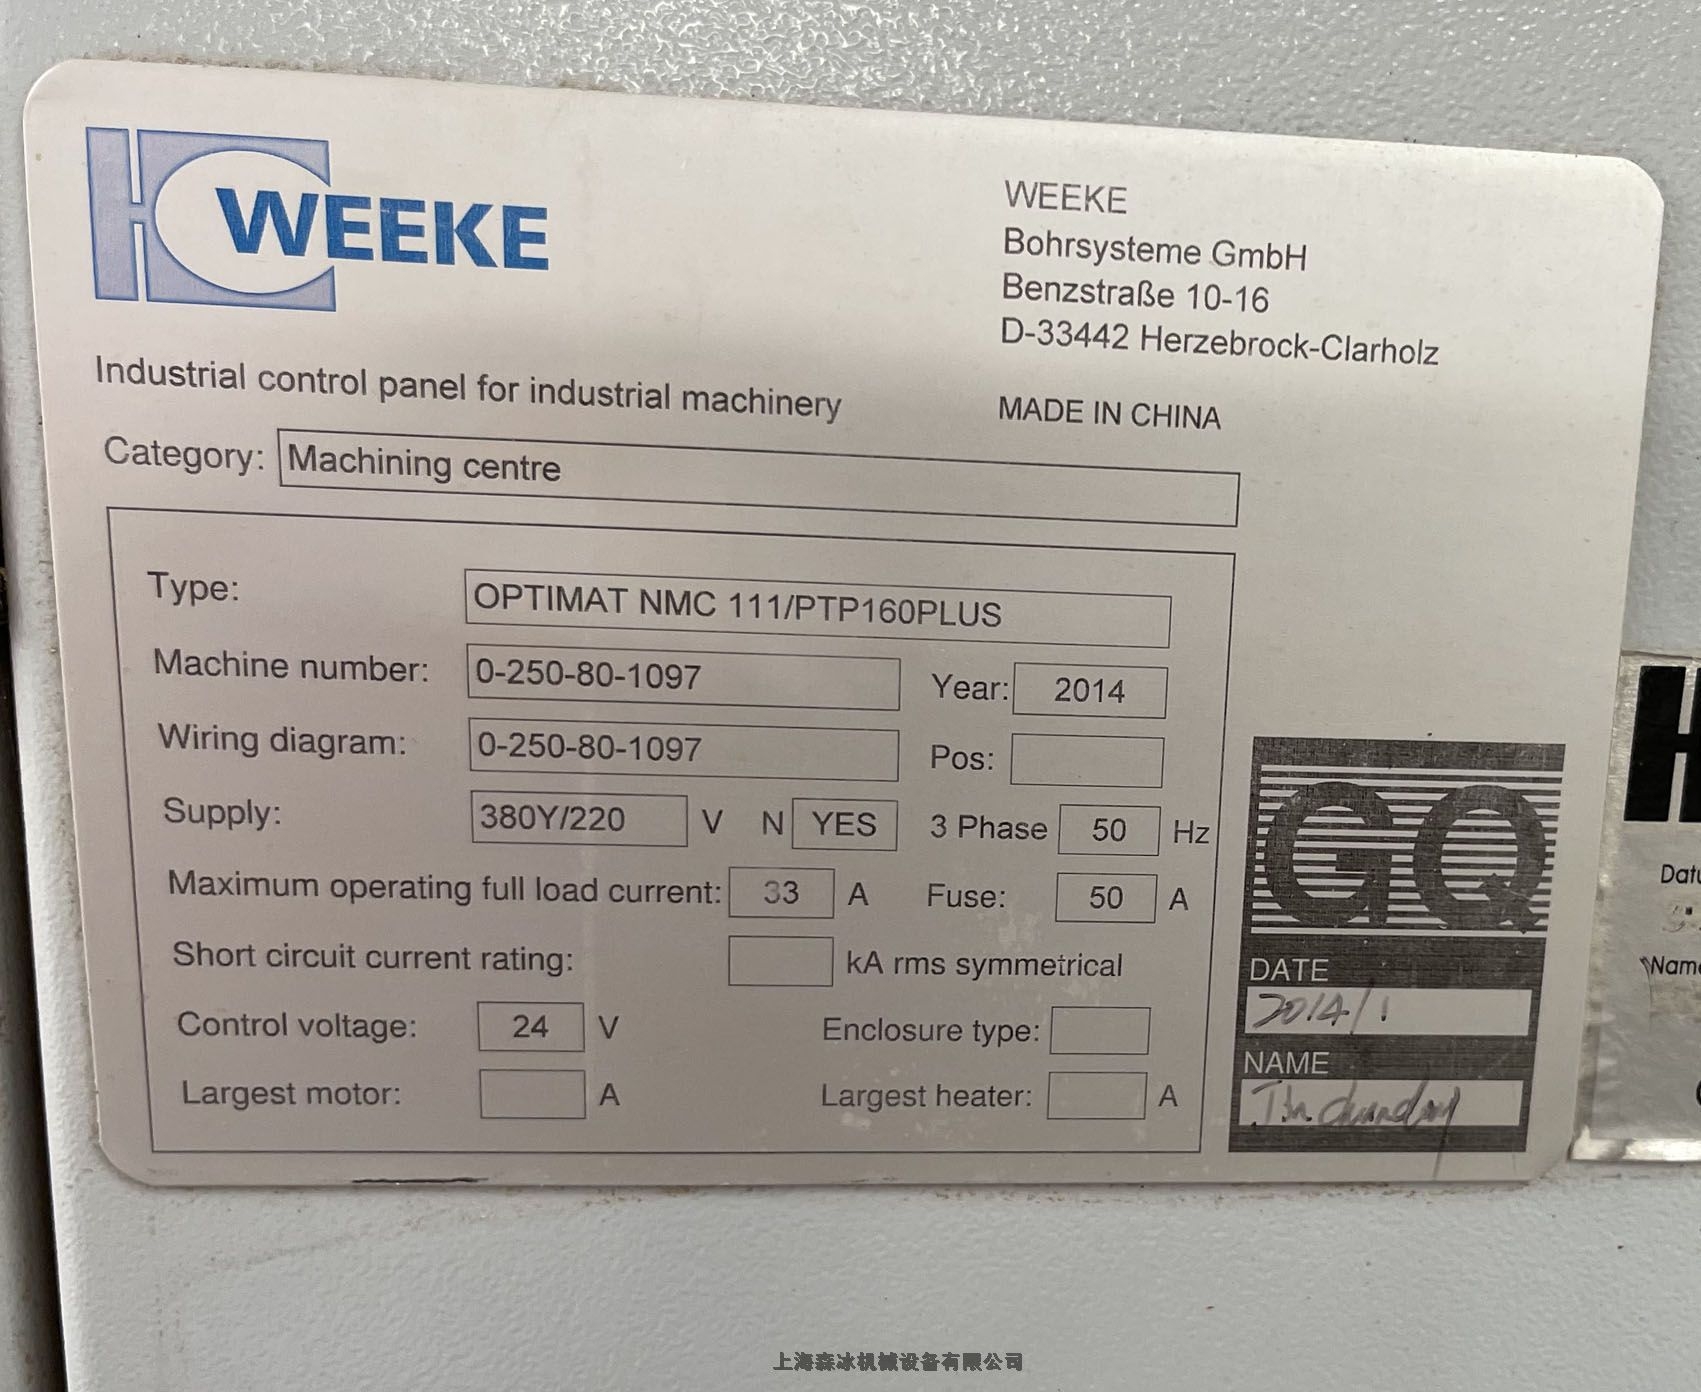 WEEKE
WEEKE
Bohrsysteme GmbH
Benzstraße 10-16
D-33442 Herzebrock-Clarholz
Industrial control panel for industrial machinery
MADE IN CHINA
Category: Machining centre
Type: OPTIMAT NMC 111/PTP160PLUS
Machine number: 0-250-80-1097 Year: 2014
Wiring diagram: 0-250-80-1097 Pos:
Supply: 380Y/220 V N YES 3 Phase 50 Hz
Maximum operating full load current: 33 A Fuse: 50 A
Short circuit current rating: kA rms symmetrical
Control voltage: 24 V Enclosure type:
Largest motor: A Largest heater: A
GQ
DATE
2014/1
NAME
上海森冰机械设备有限公司